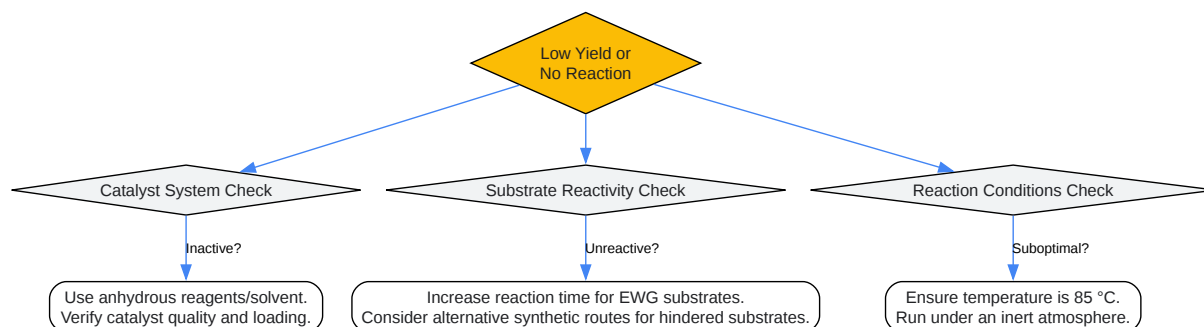 Low Yield or
No Reaction
Catalyst System Check
Substrate Reactivity Check
Reaction Conditions Check
Inactive?
Unreactive?
Suboptimal?
Use anhydrous reagents/solvent.
Verify catalyst quality and loading.
Increase reaction time for EWG substrates.
Consider alternative synthetic routes for hindered substrates.
Ensure temperature is 85 °C.
Run under an inert atmosphere.